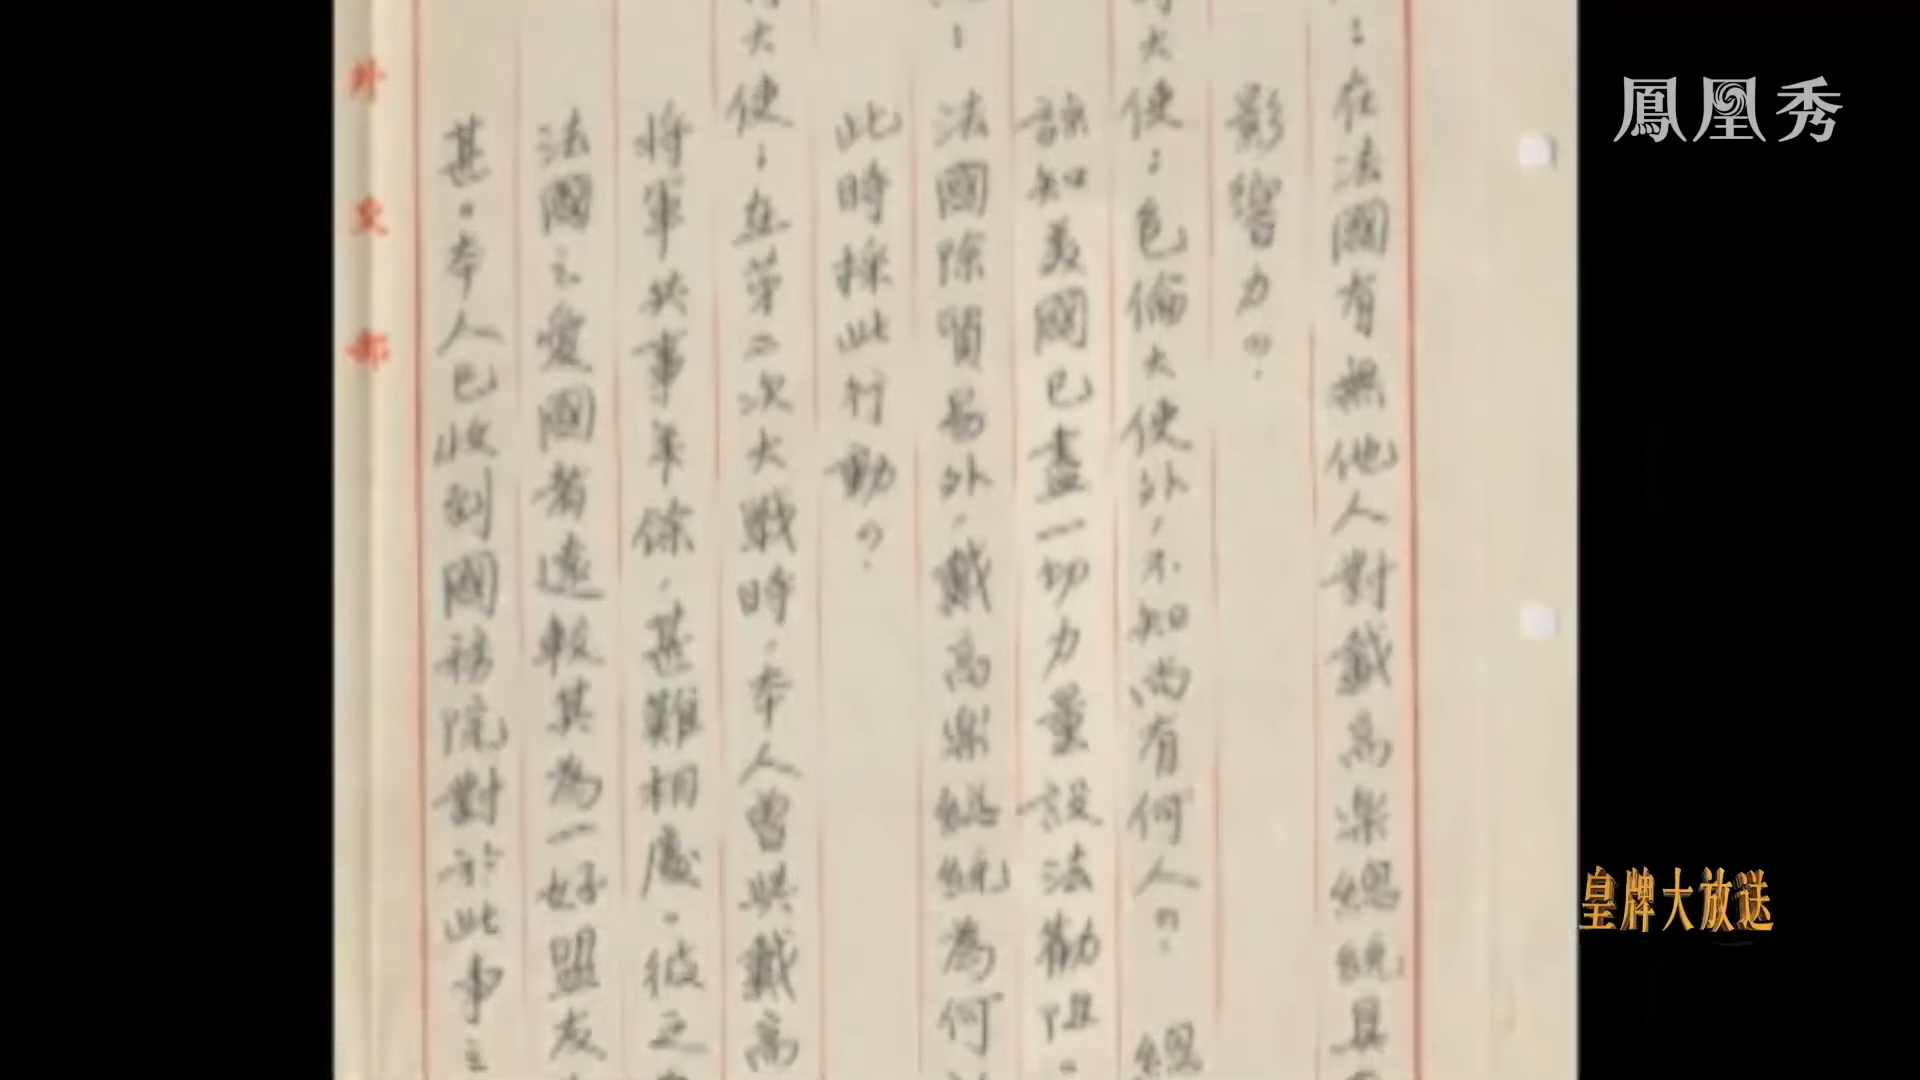 ：在法國有無他人對戴高樂總統具
影響力？
大使：包倫大使外，不知尚有何人？ 總
諒知美國已盡一切力量設法勸阻。
：法國除貿易外，戴高樂總統為何
此時採此行動？
大使：在第二次大戰時，本人曾與戴高
將軍共事年餘，甚難相處。彼之
法國之愛國者遠較其為一好盟友
甚。本人已收到國務院對於此事之
外交部
鳳凰秀
皇牌大放送